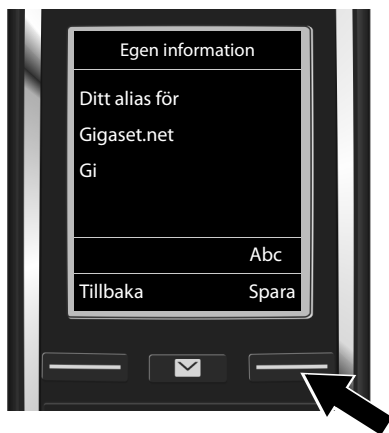 Egen information
Ditt alias för
Gigaset.net
Gi
Abc
Tillbaka Spara